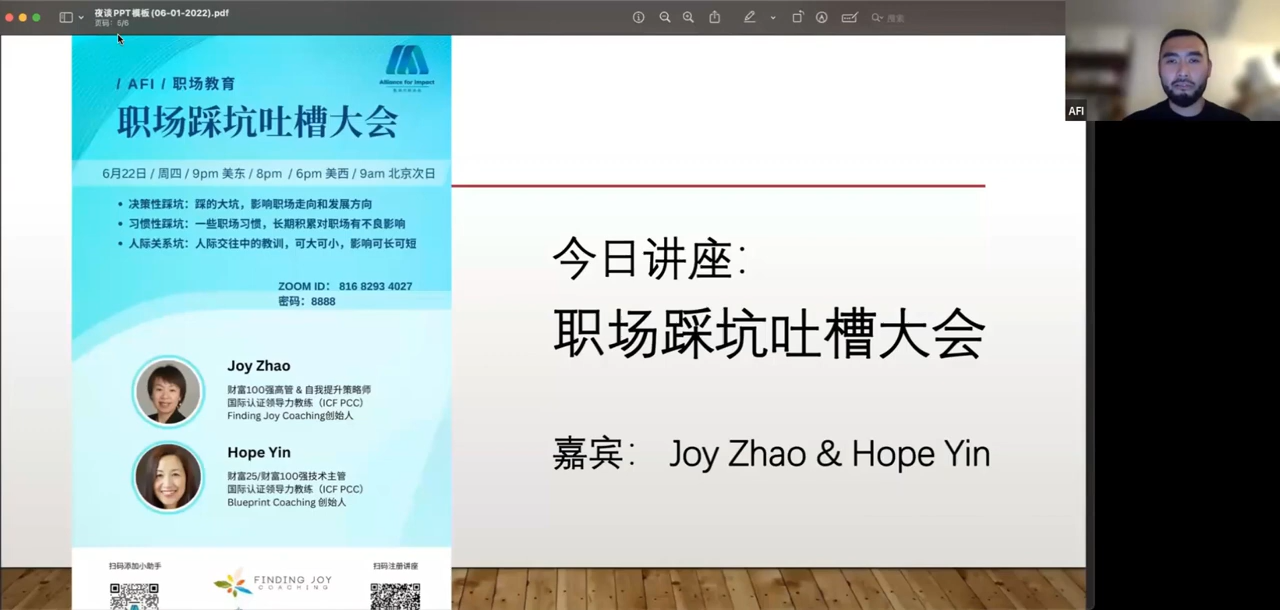 夜谈PPT模板 (06-01-2022).pdf
页码：5/6
搜索
AFI
/ AFI / 职场教育
Alliance for Impact
职场踩坑吐槽大会
6月22日 / 周四 / 9pm 美东 / 8pm / 6pm 美西 / 9am 北京次日
• 决策性踩坑：踩的大坑，影响职场走向和发展方向
• 习惯性踩坑：一些职场习惯，长期积累对职场有不良影响
• 人际关系坑：人际交往中的教训，可大可小，影响可长可短
ZOOM ID： 816 8293 4027
密码：8888
Joy Zhao
财富100强高管 & 自我提升策略师
国际认证领导力教练（ICF PCC）
Finding Joy Coaching创始人
Hope Yin
财富25/财富100强技术主管
国际认证领导力教练（ICF PCC）
Blueprint Coaching 创始人
扫码添加小助手
FINDING JOY
COACHING
扫码注册讲座
今日讲座：
职场踩坑吐槽大会
嘉宾： Joy Zhao & Hope Yin